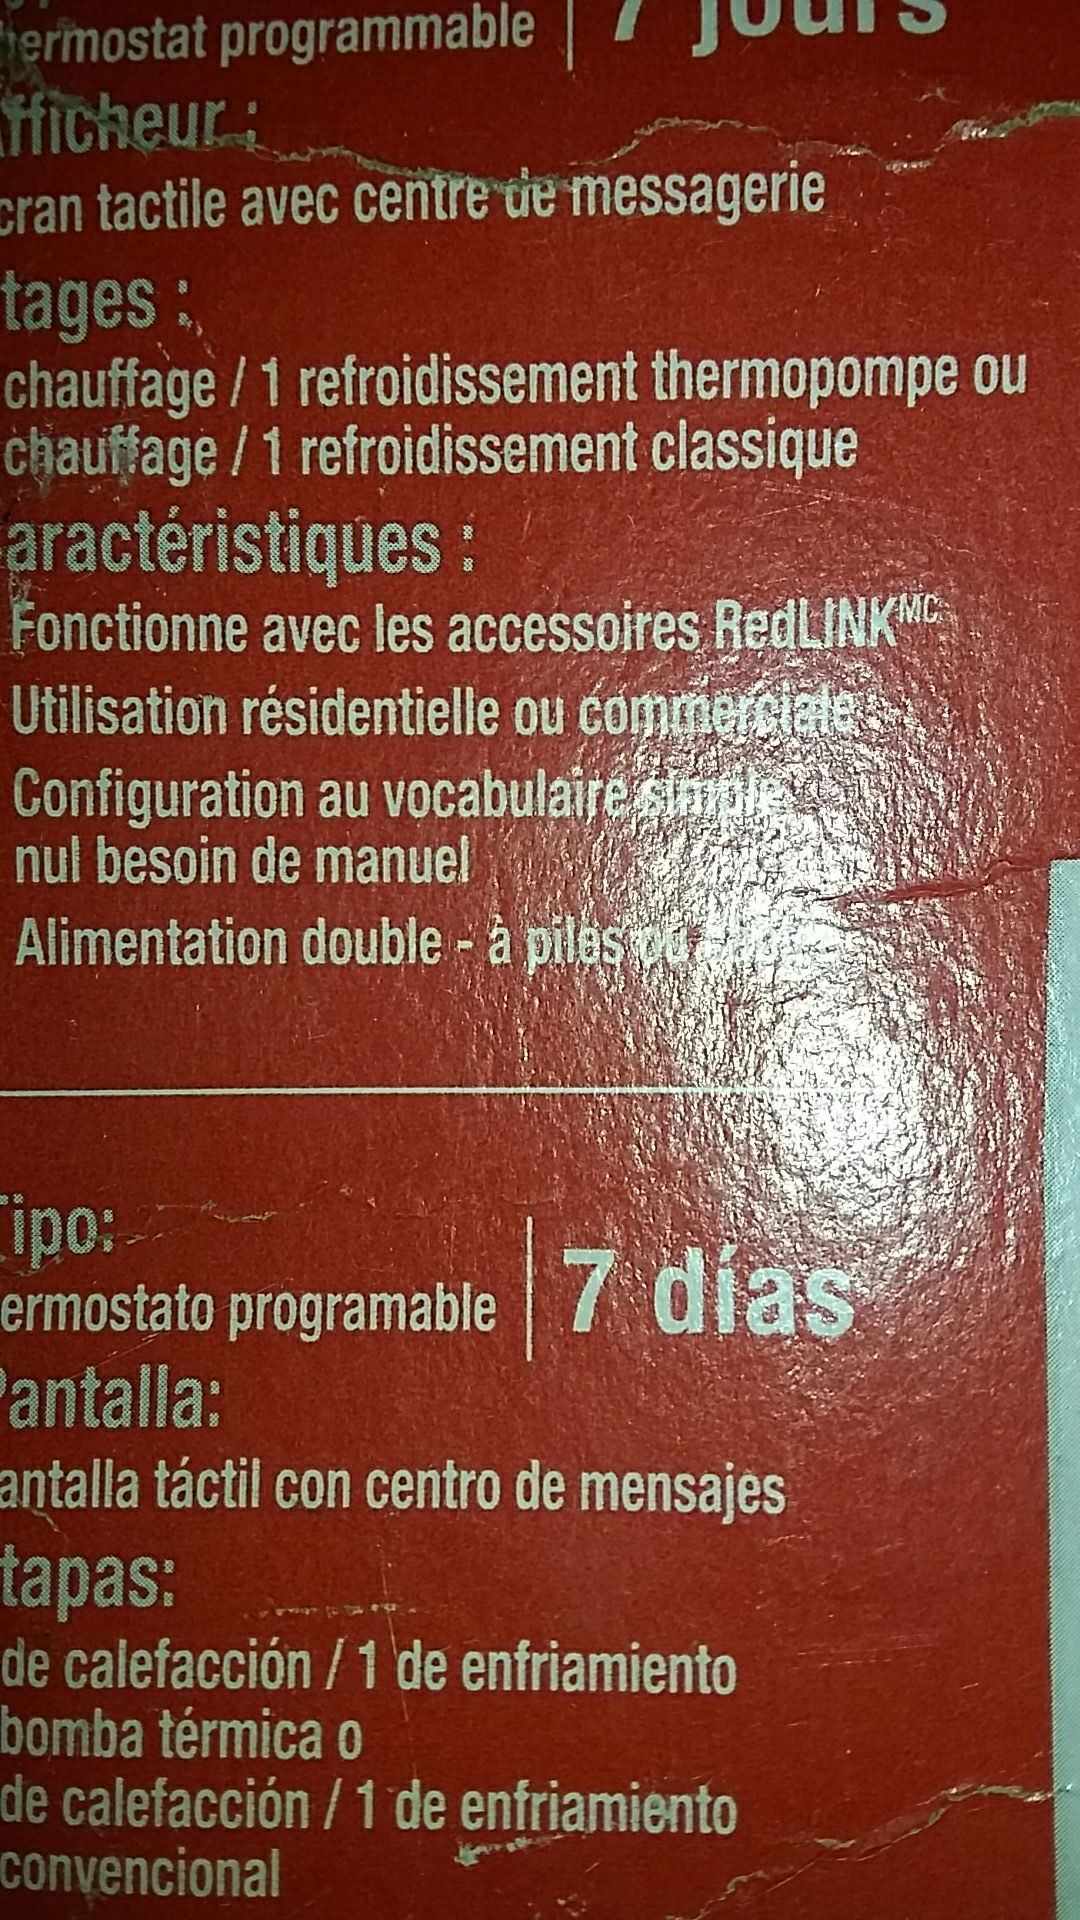 ermostat programmable 7 jours
fficheur :
cran tactile avec centre de messagerie
tages :
chauffage / 1 refroidissement thermopompe ou
chauffage / 1 refroidissement classique
aractéristiques :
Fonctionne avec les accessoires RedLINKMC
Utilisation résidentielle ou commerciale
Configuration au vocabulaire simple
nul besoin de manuel
Alimentation double - à piles ou
Tipo:
ermostato programable 7 días
Pantalla:
antalla táctil con centro de mensajes
tapas:
de calefacción / 1 de enfriamiento
bomba térmica o
de calefacción / 1 de enfriamiento
convencional